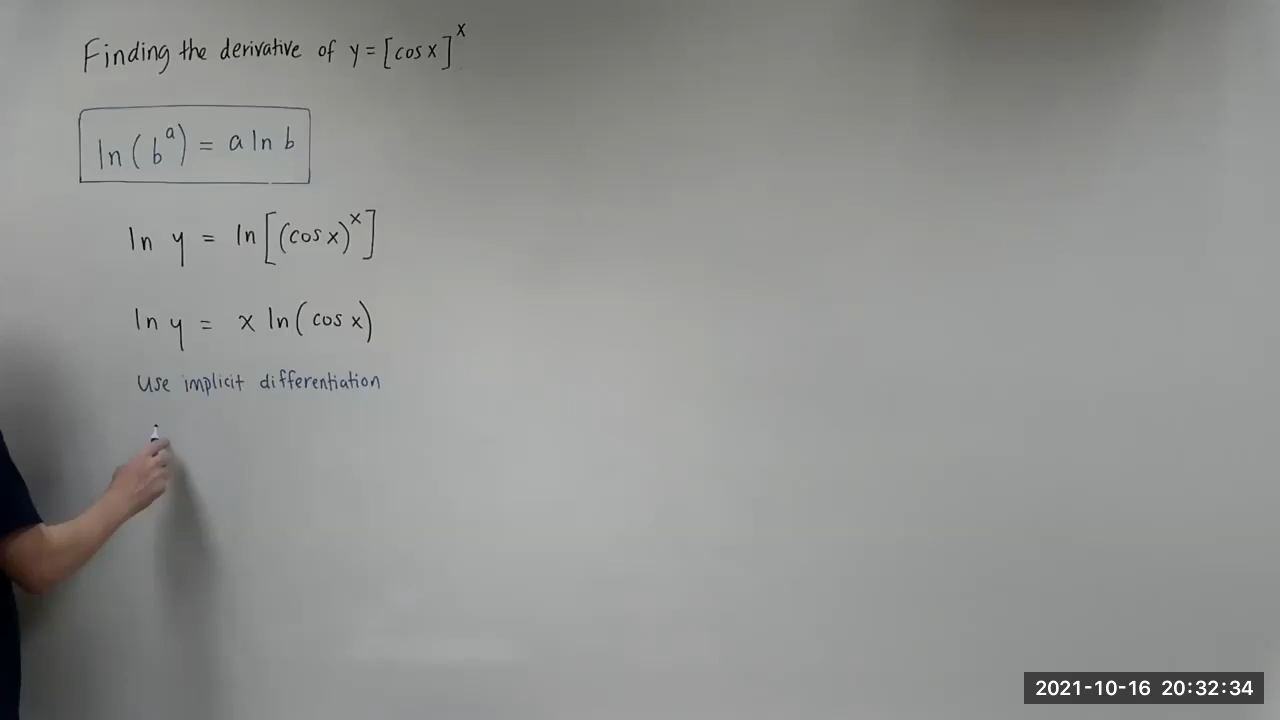 Finding the derivative of y = [cos x]^x
ln(b^a) = a ln b
ln y = ln[(cos x)^x]
ln y = x ln(cos x)
Use implicit differentiation
2021-10-16 20:32:34